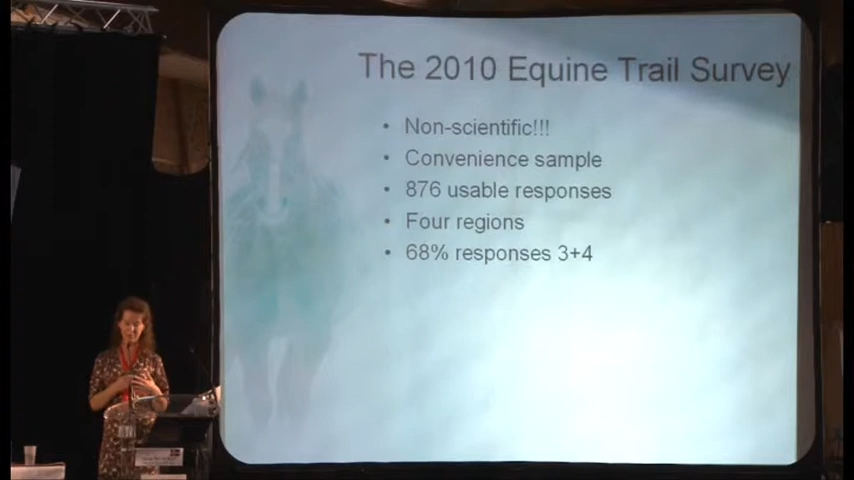 The 2010 Equine Trail Survey
• Non-scientific!!!
• Convenience sample
• 876 usable responses
• Four regions
• 68% responses 3+4